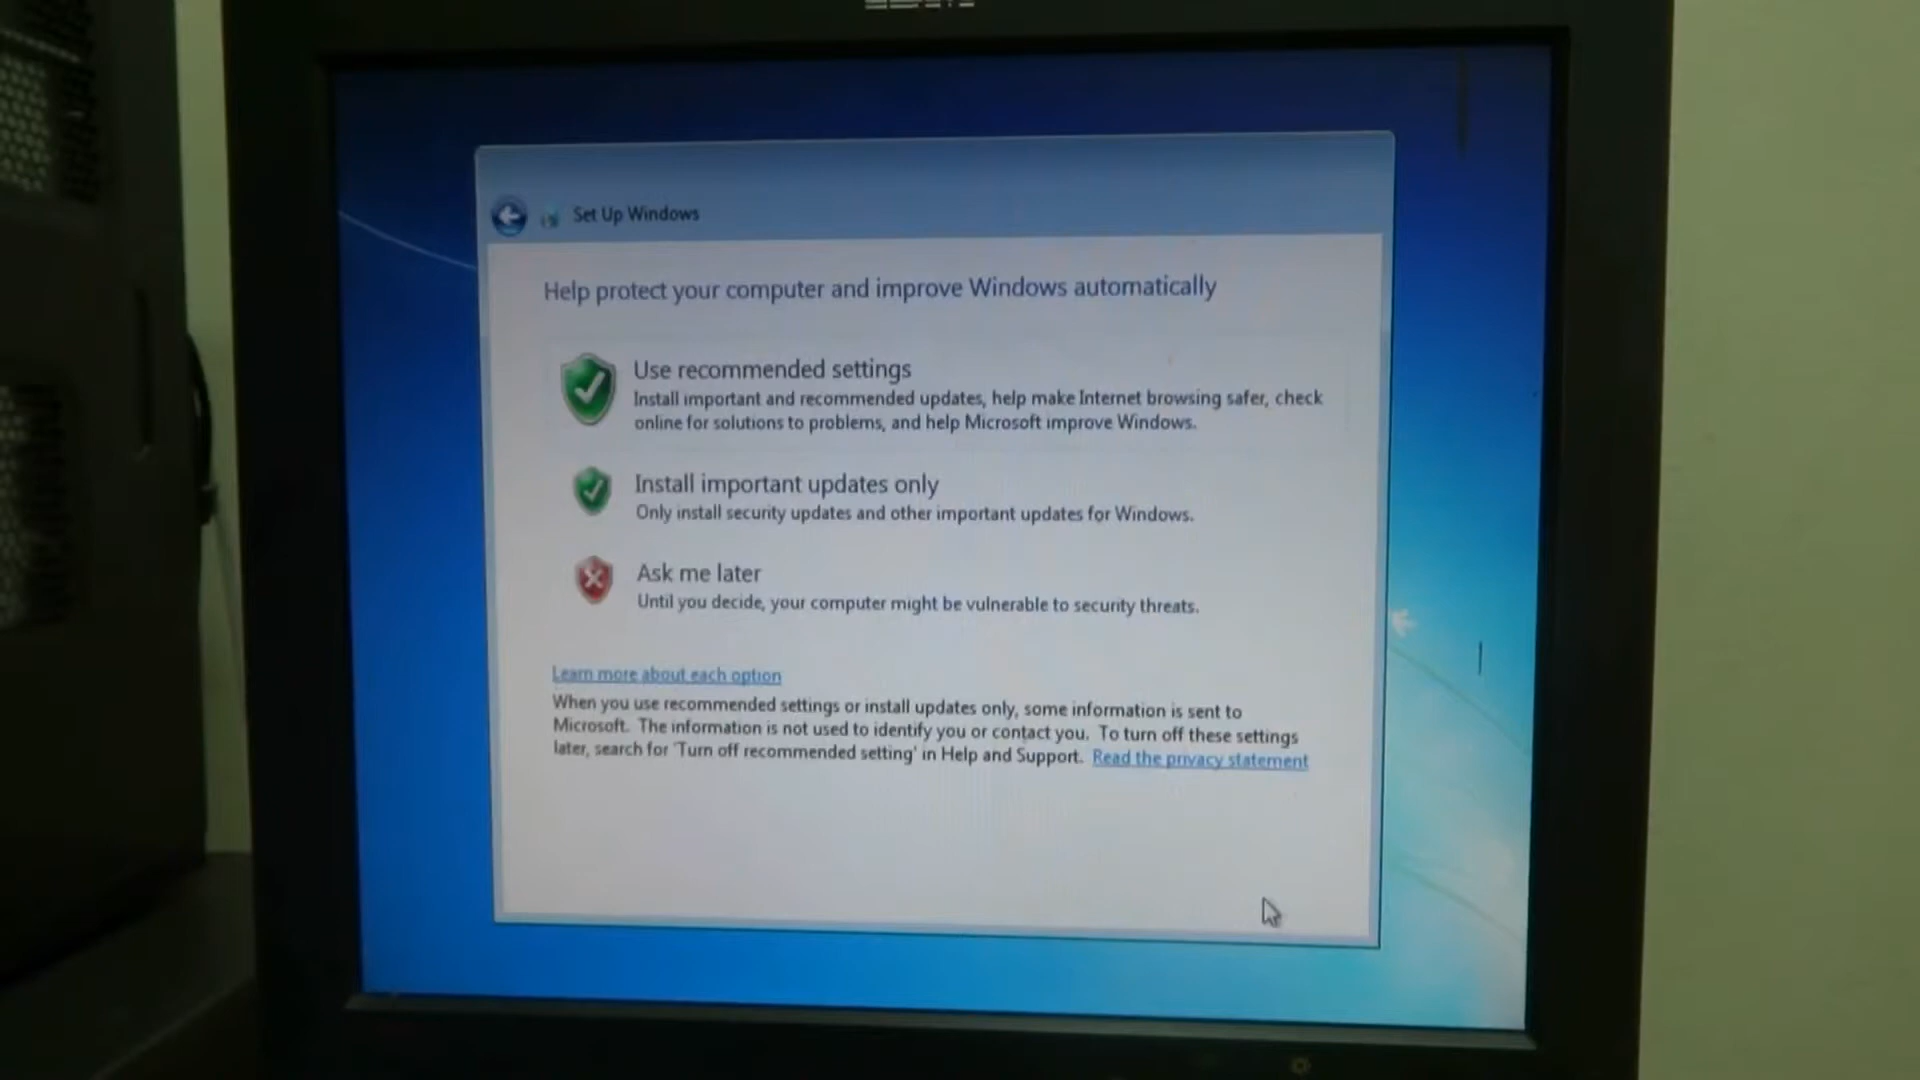 Set Up Windows
Help protect your computer and improve Windows automatically
Use recommended settings
Install important and recommended updates, help make Internet browsing safer, check
online for solutions to problems, and help Microsoft improve Windows.
Install important updates only
Only install security updates and other important updates for Windows.
Ask me later
Until you decide, your computer might be vulnerable to security threats.
Learn more about each option
When you use recommended settings or install updates only, some information is sent to
Microsoft. The information is not used to identify you or contact you. To turn off these settings
later, search for 'Turn off recommended setting' in Help and Support. Read the privacy statement